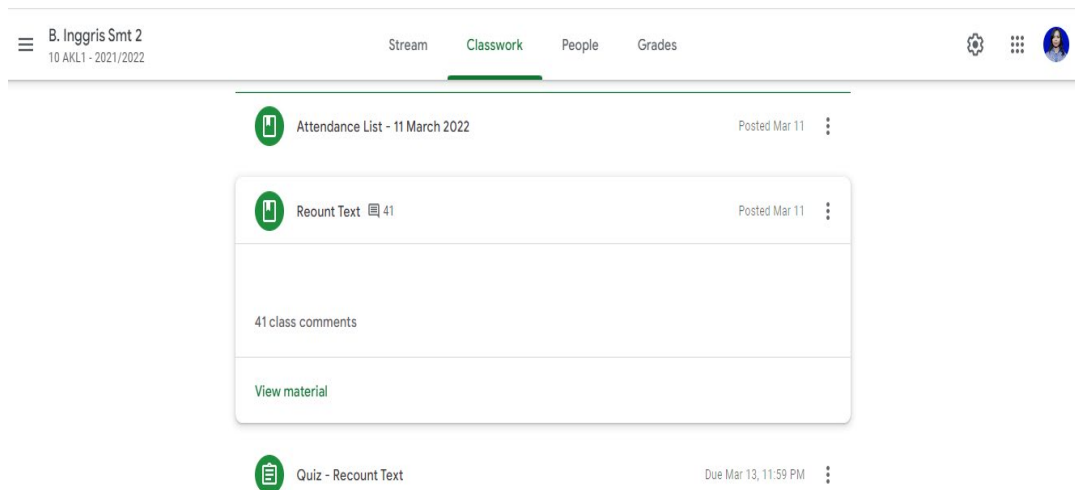 B. Inggris Smt 2
10 AKL1 - 2021/2022
Stream Classwork People Grades
Attendance List - 11 March 2022 Posted Mar 11
Reount Text 41 Posted Mar 11
41 class comments
View material
Quiz - Recount Text Due Mar 13, 11:59 PM